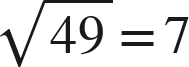 √49 = 7